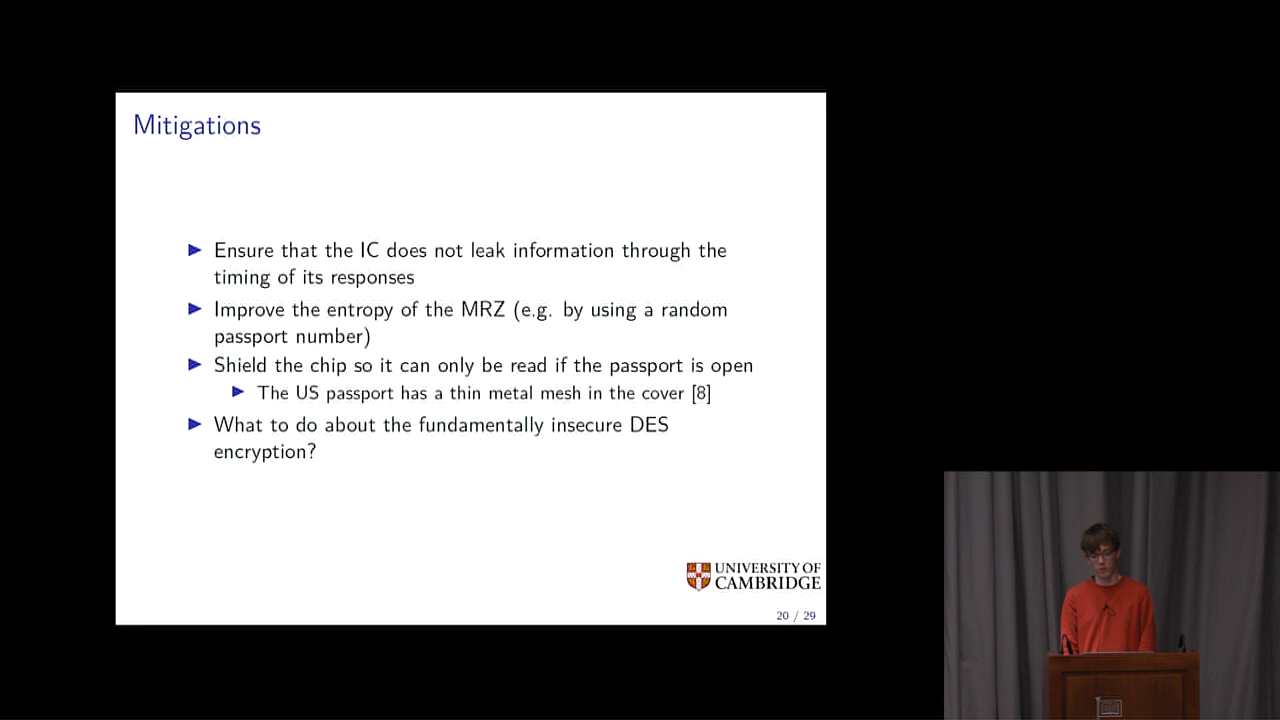 Mitigations
▶ Ensure that the IC does not leak information through the
timing of its responses
▶ Improve the entropy of the MRZ (e.g. by using a random
passport number)
▶ Shield the chip so it can only be read if the passport is open
▶ The US passport has a thin metal mesh in the cover [8]
▶ What to do about the fundamentally insecure DES
encryption?
UNIVERSITY OF
CAMBRIDGE
20 / 29